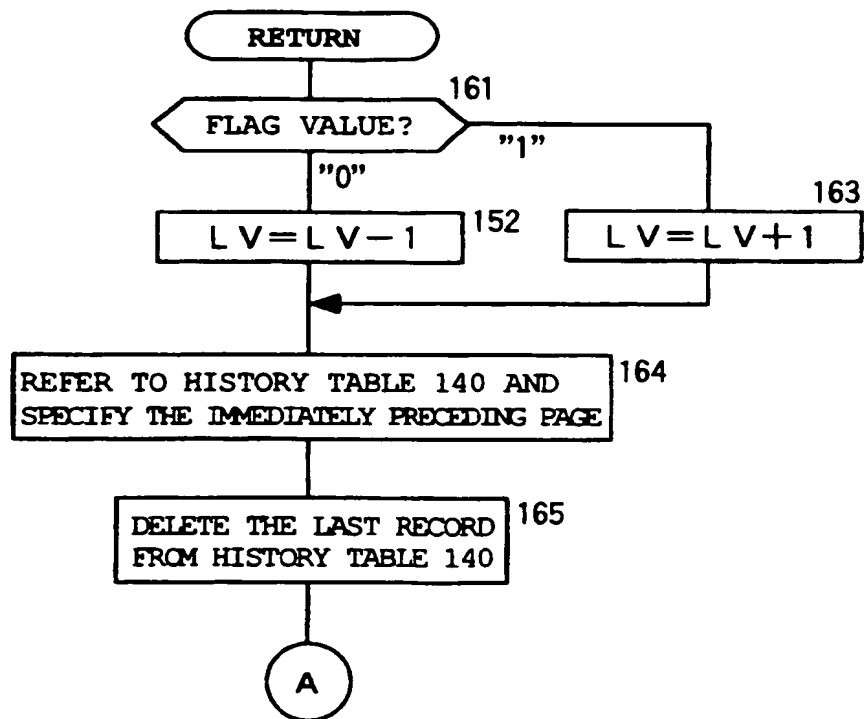 RETURN
161
FLAG VALUE?
"1"
"0"
163
LV=LV-1
152
LV=LV+1
REFER TO HISTORY TABLE 140 AND
164
SPECIFY THE IMMEDIATELY PRECEDING PAGE
DELETE THE LAST RECORD
165
FROM HISTORY TABLE 140
A